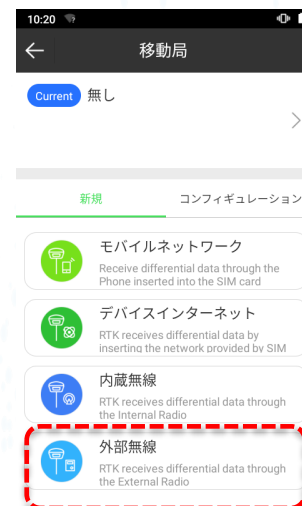 10:20
移動局
Current 無し
新規 コンフィギュレーション
モバイルネットワーク
Receive differential data through the
Phone inserted into the SIM card
デバイスインターネット
RTK receives differential data by
inserting the network provided by SIM
内蔵無線
RTK receives differential data through
the Internal Radio
外部無線
RTK receives differential data through
the External Radio